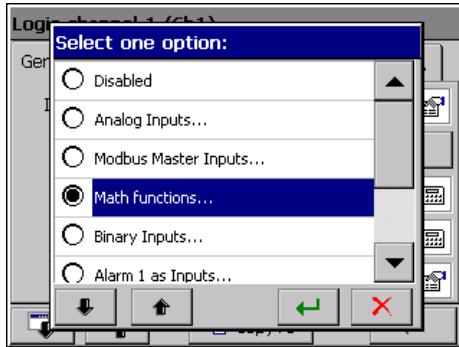 Logic channel 1 (Ch1)
Select one option:
Gen
Disabled
Analog Inputs...
Modbus Master Inputs...
Math functions...
Binary Inputs...
Alarm 1 as Inputs...